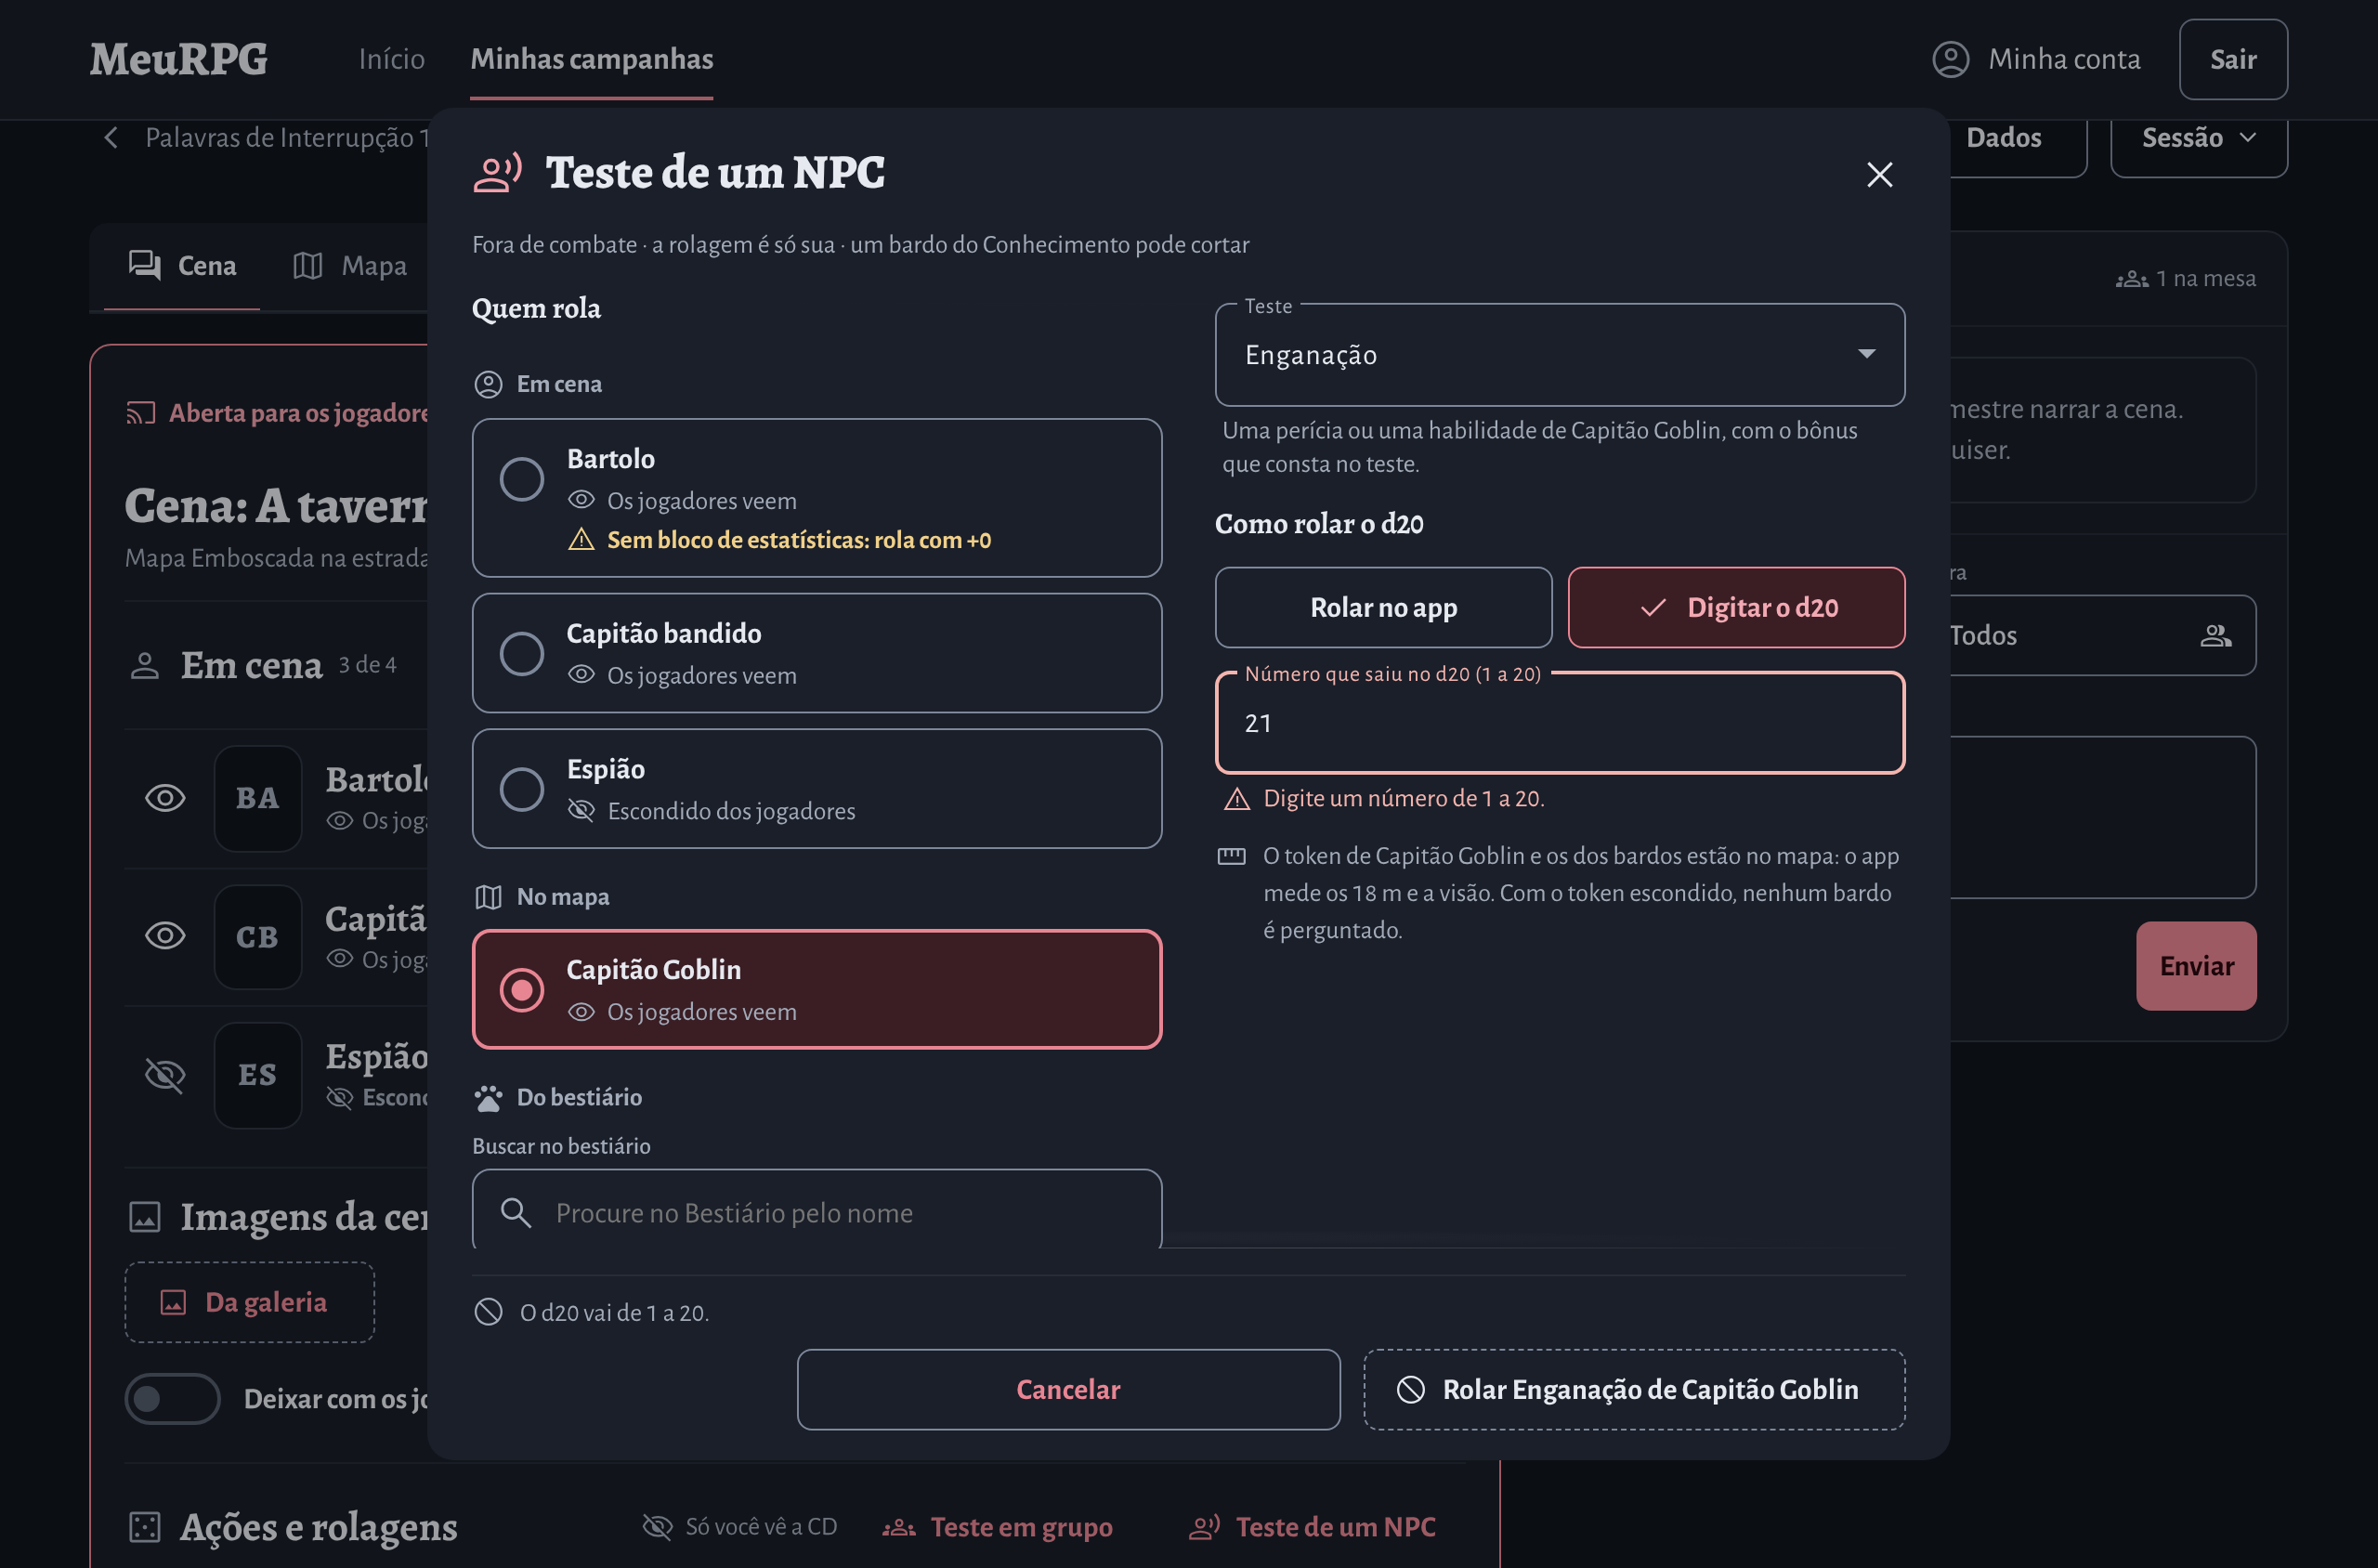 MeuRPG
Início
Minhas campanhas
Minha conta
Sair
Palavras de Interrupção 1
Dados
Sessão
Cena
Mapa
1 na mesa
Aberta para os jogadore
Cena: A taverr
Mapa Emboscada na estrada
mestre narrar a cena.
uiser.
Em cena
3 de 4
BA
Bartolo
Os joga
CB
Capitã
Os joga
ES
Espião
Escond
ra
Todos
Enviar
Imagens da cer
Da galeria
Deixar com os jo
Ações e rolagens
Só você vê a CD
Teste em grupo
Teste de um NPC
Teste de um NPC
Fora de combate · a rolagem é só sua · um bardo do Conhecimento pode cortar
Quem rola
Em cena
Bartolo
Os jogadores veem
Sem bloco de estatísticas: rola com +0
Capitão bandido
Os jogadores veem
Espião
Escondido dos jogadores
No mapa
Capitão Goblin
Os jogadores veem
Do bestiário
Buscar no bestiário
Procure no Bestiário pelo nome
Teste
Enganação
Uma perícia ou uma habilidade de Capitão Goblin, com o bônus
que consta no teste.
Como rolar o d20
Rolar no app
Digitar o d20
Número que saiu no d20 (1 a 20)
21
Digite um número de 1 a 20.
O token de Capitão Goblin e os dos bardos estão no mapa: o app
mede os 18 m e a visão. Com o token escondido, nenhum bardo
é perguntado.
O d20 vai de 1 a 20.
Cancelar
Rolar Enganação de Capitão Goblin